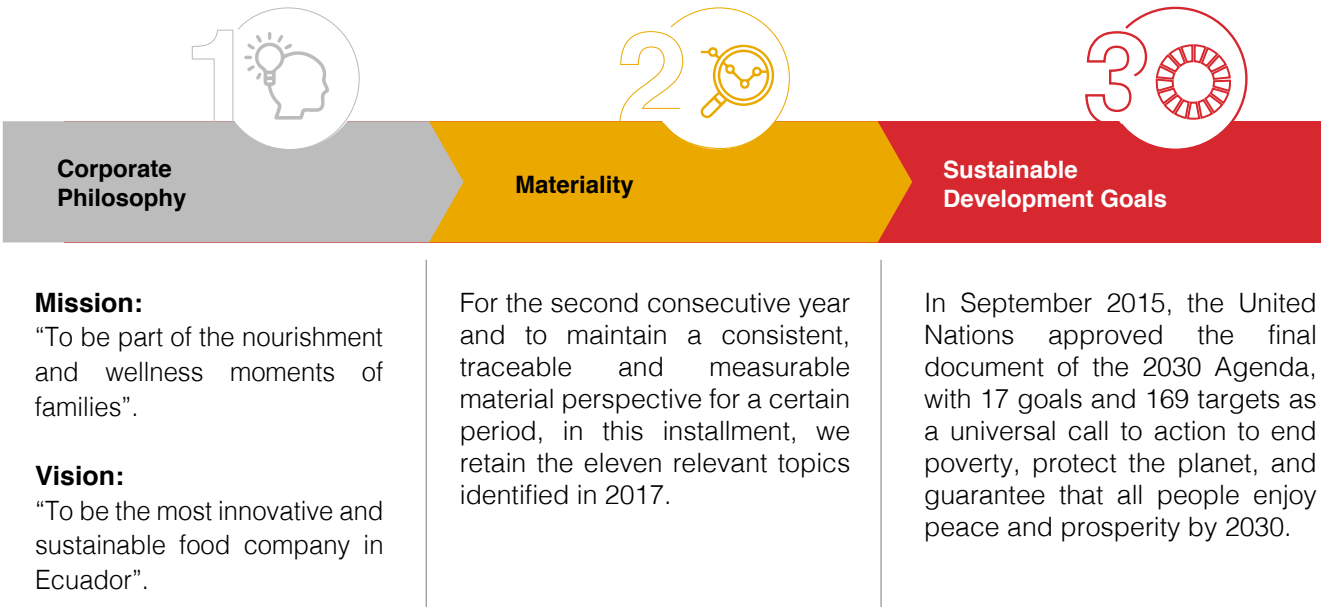 1
2
3
Corporate
Philosophy
Materiality
Sustainable
Development Goals
Mission:
“To be part of the nourishment
and wellness moments of
families”.
Vision:
“To be the most innovative and
sustainable food company in
Ecuador”.
For the second consecutive year
and to maintain a consistent,
traceable and measurable
material perspective for a certain
period, in this installment, we
retain the eleven relevant topics
identified in 2017.
In September 2015, the United
Nations approved the final
document of the 2030 Agenda,
with 17 goals and 169 targets as
a universal call to action to end
poverty, protect the planet, and
guarantee that all people enjoy
peace and prosperity by 2030.